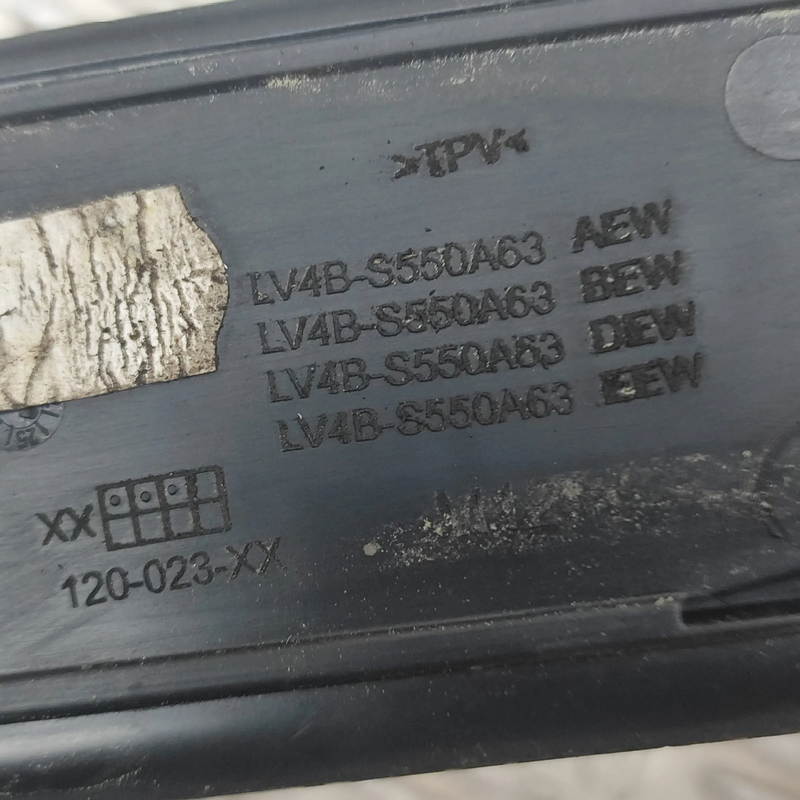 >TPV<
LV4B-S550A63 AEW
LV4B-S550A63 BEW
LV4B-S550A63 DEW
LV4B-S550A63 EEW
XX
120-023-XX